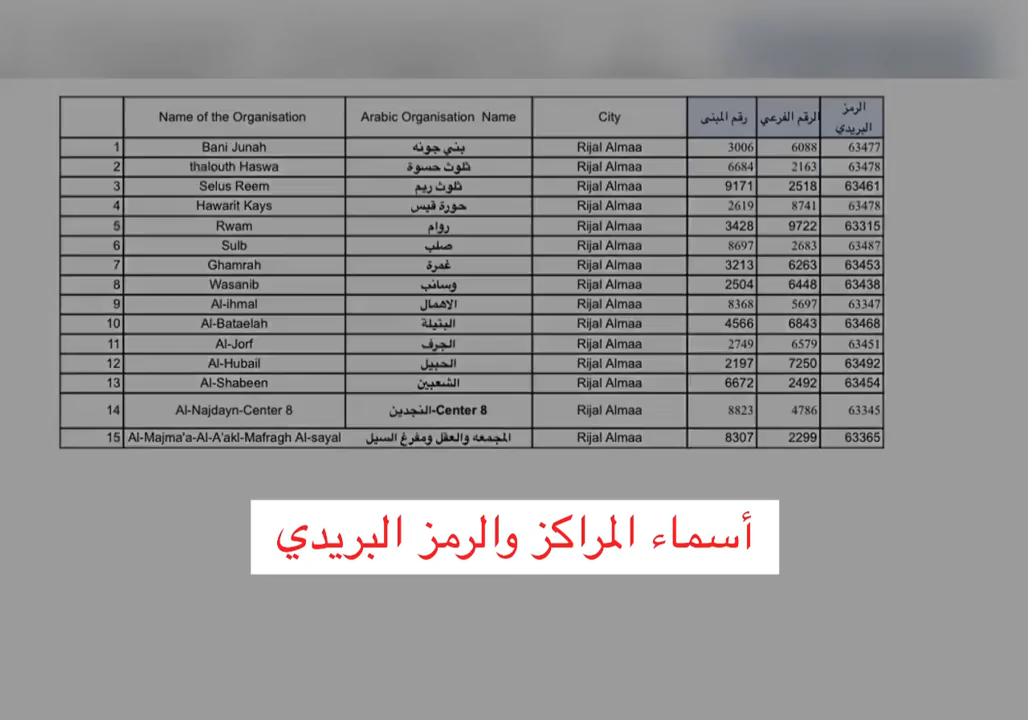 Name of the Organisation Arabic Organisation Name City رقم المبنى الرقم الفرعي الرمز البريدي
1 Bani Junah بني جونه Rijal Almaa 3006 6088 63477
2 thalouth Haswa ثلوث حسوة Rijal Almaa 6684 2163 63478
3 Selus Reem ثلوث ريم Rijal Almaa 9171 2518 63461
4 Hawarit Kays حورة قيس Rijal Almaa 2619 8741 63478
5 Rwam روام Rijal Almaa 3428 9722 63315
6 Sulb صلب Rijal Almaa 8697 2683 63487
7 Ghamrah غمرة Rijal Almaa 3213 6263 63453
8 Wasanib وسانب Rijal Almaa 2504 6448 63438
9 Al-ihmal الاهمال Rijal Almaa 8368 5697 63347
10 Al-Bataelah البتيلة Rijal Almaa 4566 6843 63468
11 Al-Jorf الجرف Rijal Almaa 2749 6579 63451
12 Al-Hubail الحبيل Rijal Almaa 2197 7250 63492
13 Al-Shabeen الشعبين Rijal Almaa 6672 2492 63454
14 Al-Najdayn-Center 8 النجدين-Center 8 Rijal Almaa 8823 4786 63345
15 Al-Majma'a-Al-A'akl-Mafragh Al-sayal المجمعه والعقل ومفرغ السيل Rijal Almaa 8307 2299 63365
أسماء المراكز والرمز البريدي